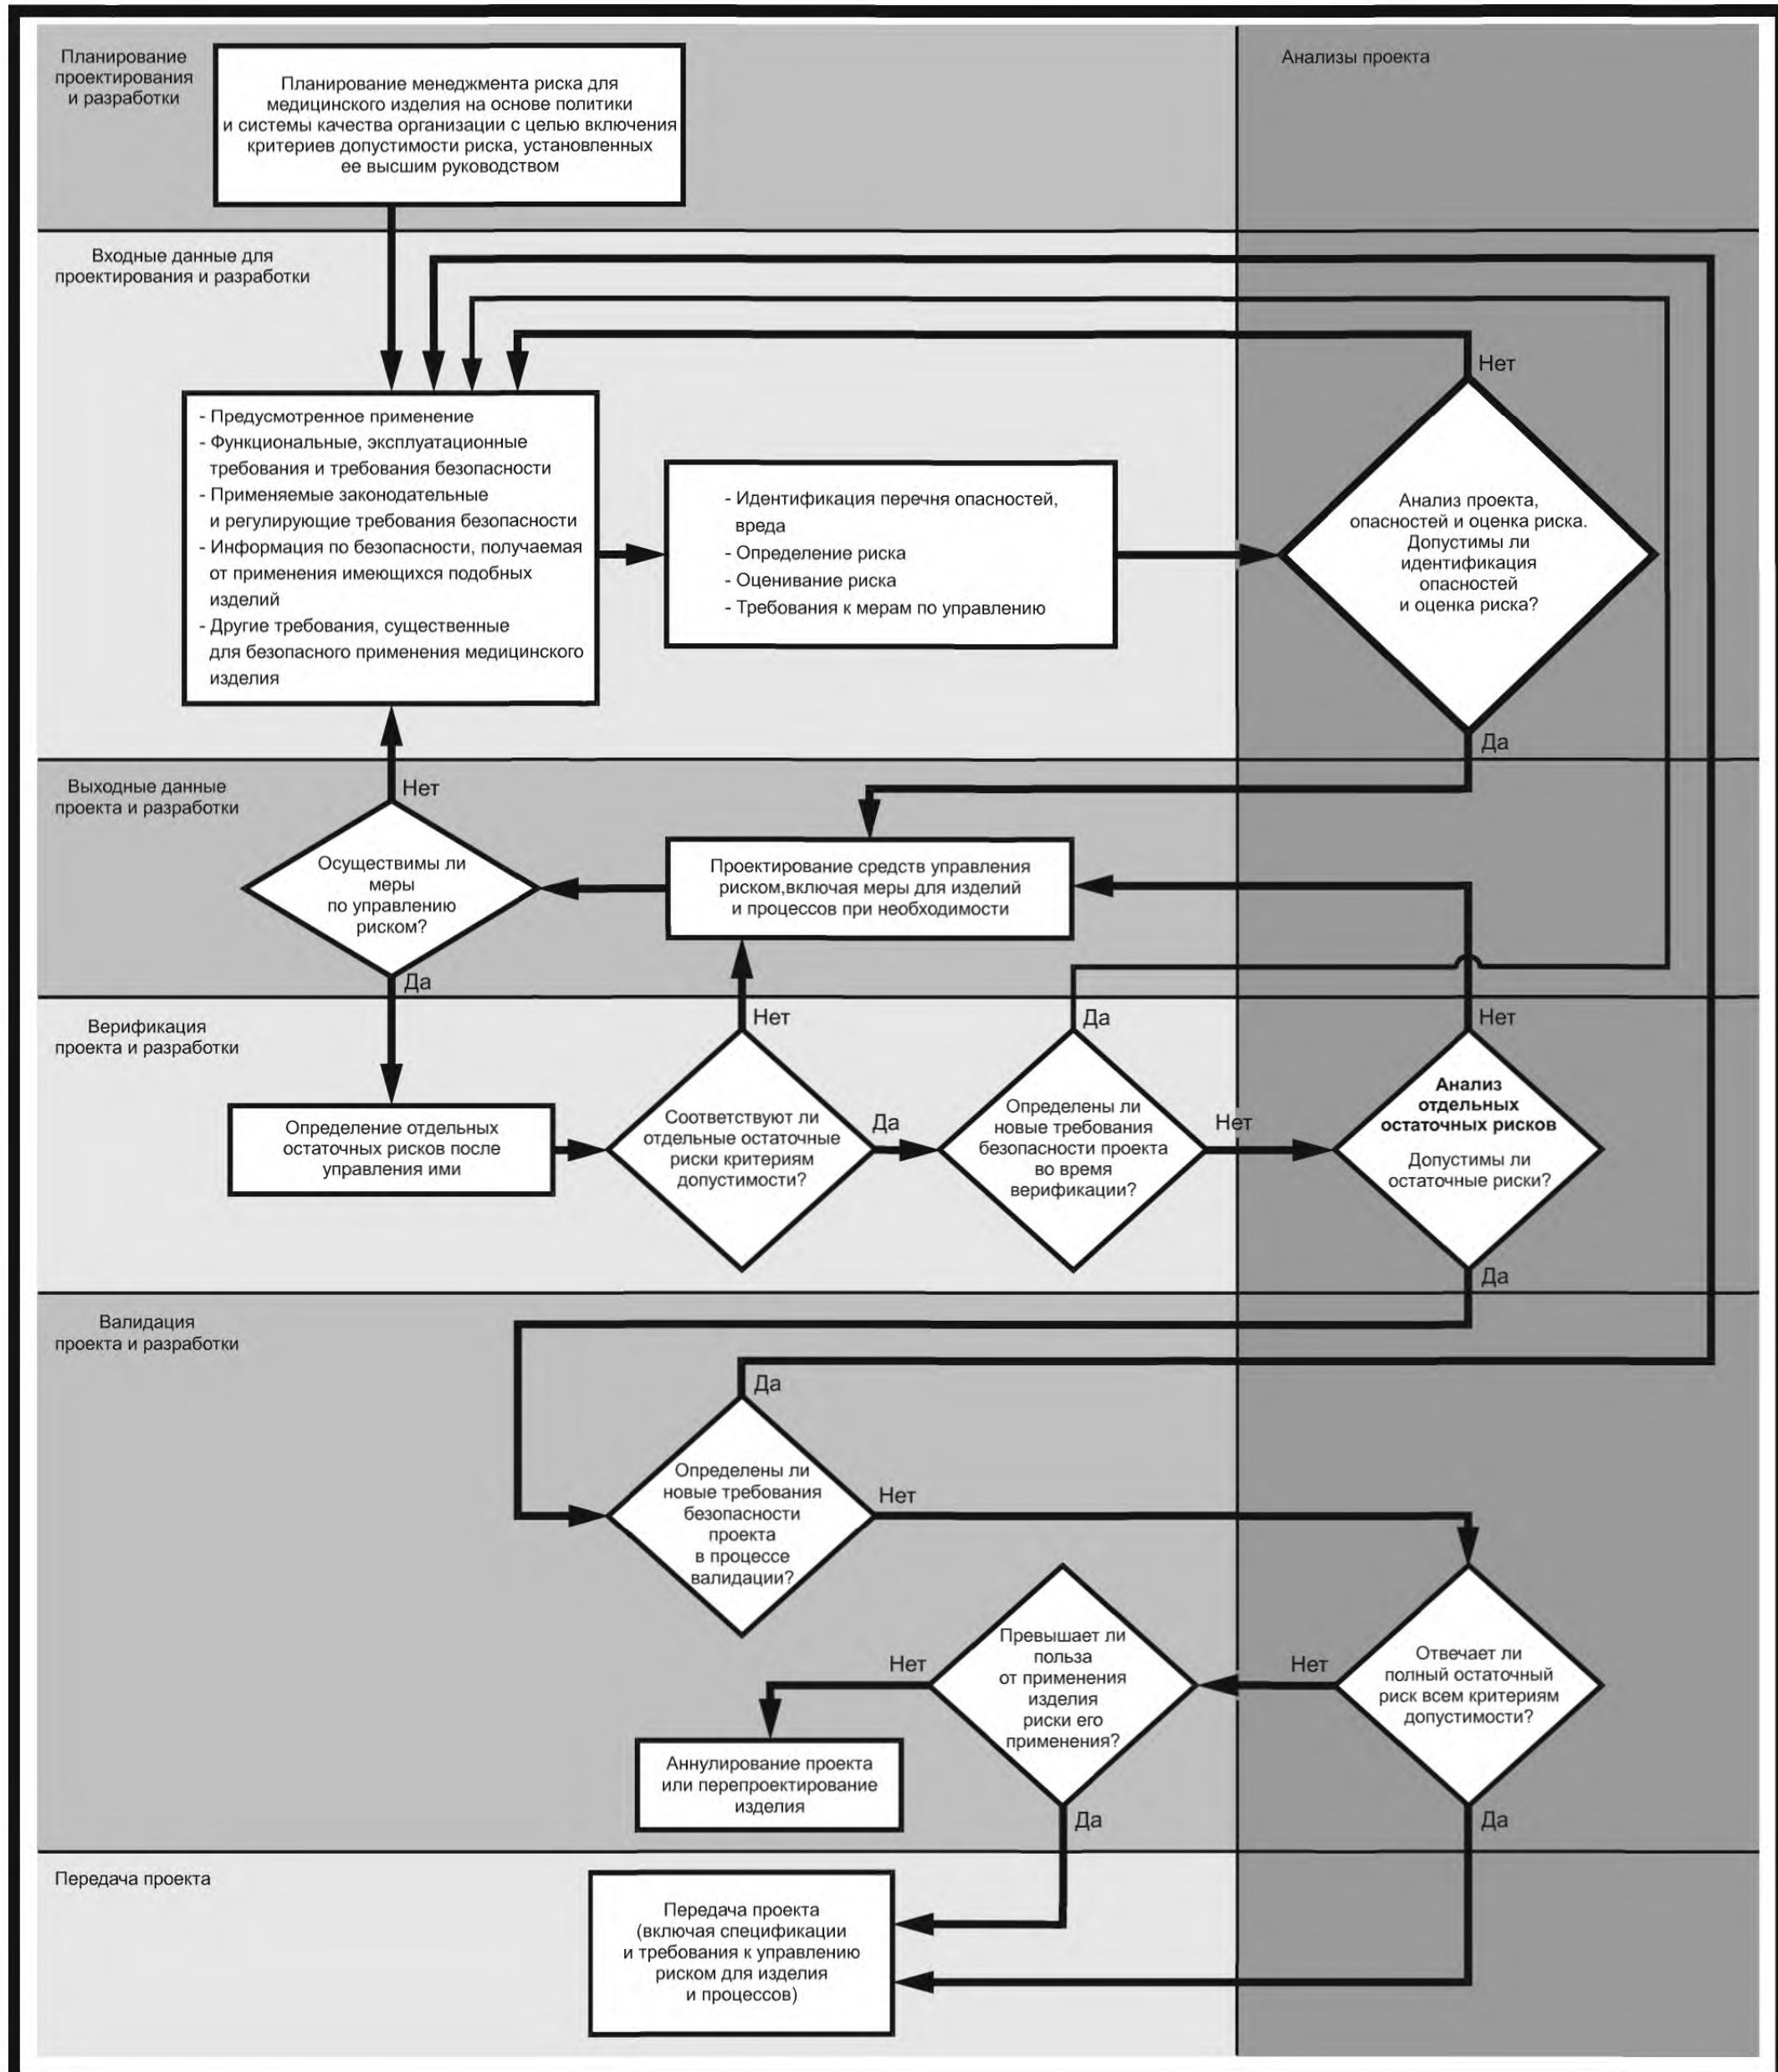 Планирование
проектирования
и разработки
Планирование менеджмента риска для
медицинского изделия на основе политики
и системы качества организации с целью включения
критериев допустимости риска, установленных
ее высшим руководством
Анализы проекта
Входные данные для
проектирования и разработки
- Предусмотренное применение
- Функциональные, эксплуатационные
требования и требования безопасности
- Применяемые законодательные
и регулирующие требования безопасности
- Информация по безопасности, получаемая
от применения имеющихся подобных
изделий
- Другие требования, существенные
для безопасного применения медицинского
изделия
- Идентификация перечня опасностей,
вреда
- Определение риска
- Оценивание риска
- Требования к мерам по управлению
Нет
Анализ проекта,
опасностей и оценка риска.
Допустимы ли
идентификация
опасностей
и оценка риска?
Да
Выходные данные
проекта и разработки
Нет
Осуществимы ли
меры
по управлению
риском?
Да
Проектирование средств управления
риском,включая меры для изделий
и процессов при необходимости
Верификация
проекта и разработки
Определение отдельных
остаточных рисков после
управления ими
Нет
Соответствуют ли
отдельные остаточные
риски критериям
допустимости?
Да
Да
Определены ли
новые требования
безопасности проекта
во время
верификации?
Нет
Нет
Анализ
отдельных
остаточных рисков
Допустимы ли
остаточные риски?
Да
Валидация
проекта и разработки
Да
Определены ли
новые требования
безопасности
проекта
в процессе
валидации?
Нет
Превышает ли
польза
от применения
изделия
риски его
применения?
Нет
Нет
Отвечает ли
полный остаточный
риск всем критериям
допустимости?
Аннулирование проекта
или перепроектирование
изделия
Да
Да
Передача проекта
Передача проекта
(включая спецификации
и требования к управлению
риском для изделия
и процессов)